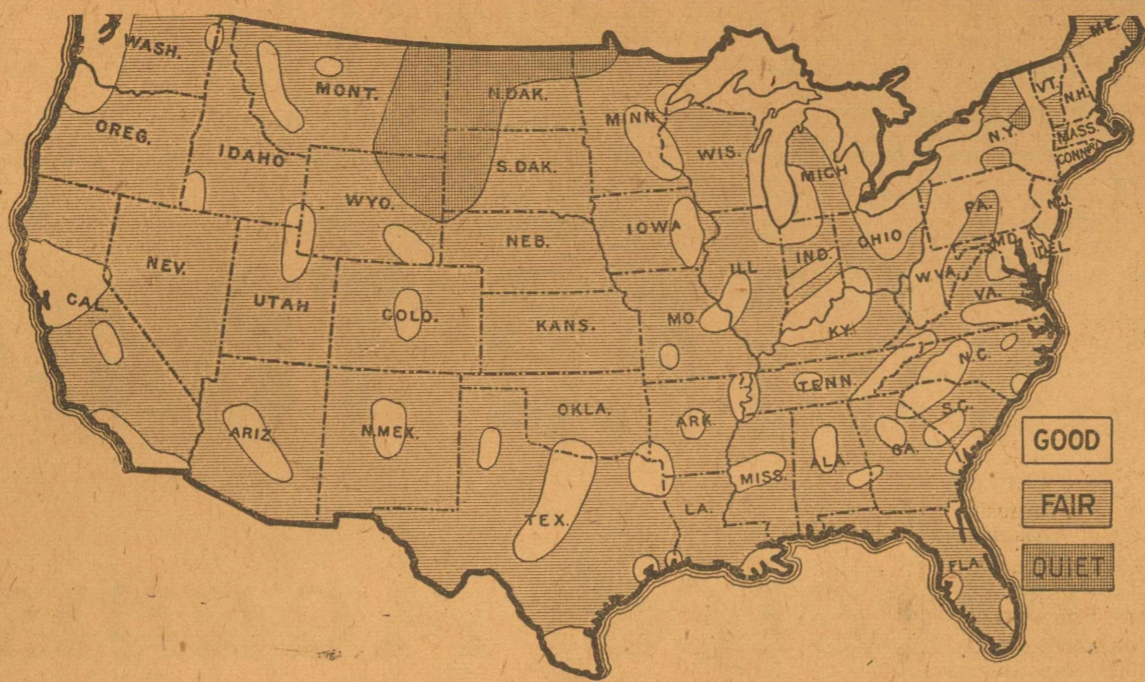 WASH.
MONT.
N.DAK.
MINN.
ME.
VT.
N.H.
OREG.
IDAHO
S.DAK.
WIS.
MICH
N.Y.
MASS.
CONN.
WYO.
IOWA
PA.
N.J.
NEV.
NEB.
ILL
IND.
OHIO
MD.
DEL
W.VA.
VA.
CAL.
UTAH
COLO.
KANS.
MO.
KY.
TENN.
N.C.
ARIZ
N.MEX.
OKLA.
ARK.
S.C.
TEX.
LA.
MISS.
ALA.
GA.
FLA.
GOOD
FAIR
QUIET